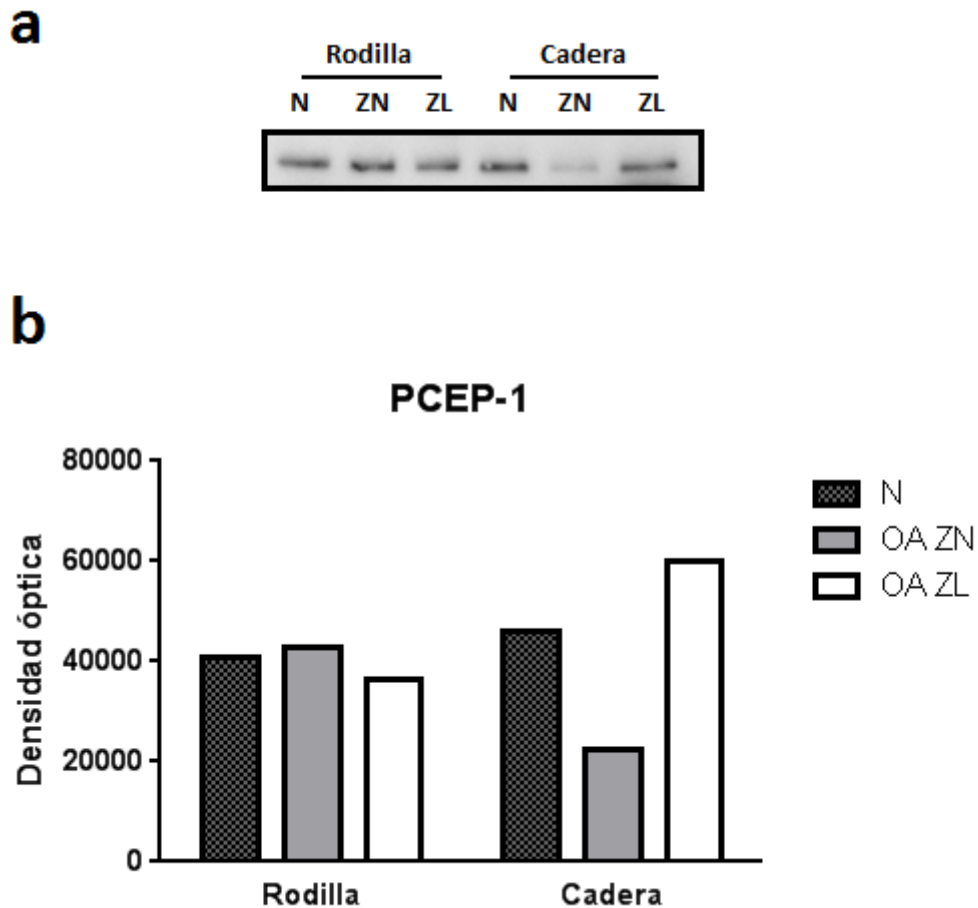 a
Rodilla Cadera
N ZN ZL N ZN ZL
b
PCEP-1
80000
60000
40000
20000
0
Densidad óptica
Rodilla Cadera
N
OA ZN
OA ZL